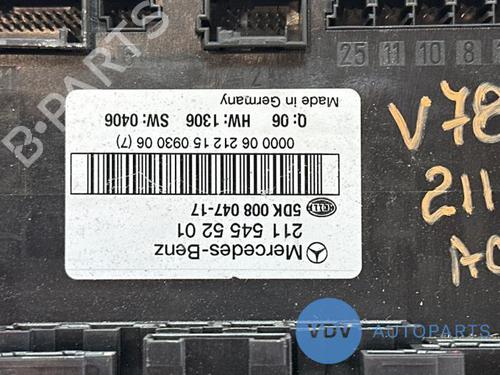 Mercedes-Benz
211 545 52 01
HELLA 5DK 008 047-17
0000 06 212 15 0930 06 (7)
Q: 06 HW: 1306 SW: 0406
Made in Germany
25 11 10 8
V78
211
B-PARTS
VDV AUTOPARTS